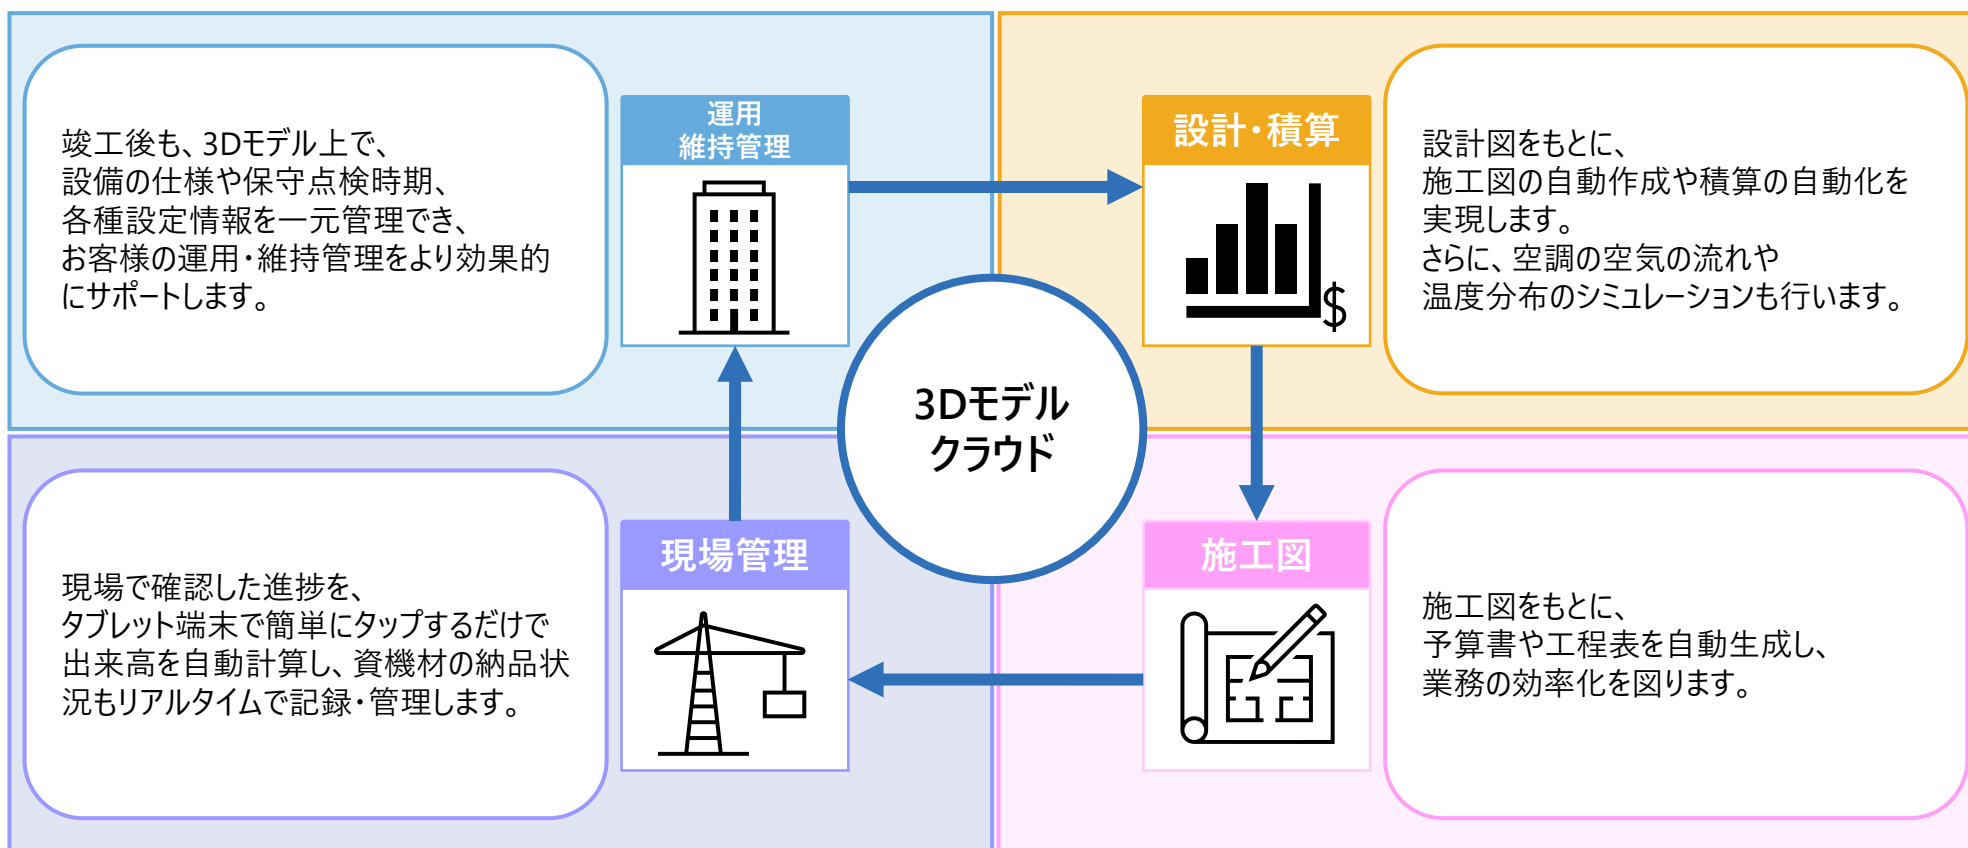 運用
維持管理
竣工後も、3Dモデル上で、
設備の仕様や保守点検時期、
各種設定情報を一元管理でき、
お客様の運用・維持管理をより効果的
にサポートします。
設計・積算
$
設計図をもとに、
施工図の自動作成や積算の自動化を
実現します。
さらに、空調の空気の流れや
温度分布のシミュレーションも行います。
3Dモデル
クラウド
現場管理
現場で確認した進捗を、
タブレット端末で簡単にタップするだけで
出来高を自動計算し、資機材の納品状
況もリアルタイムで記録・管理します。
施工図
施工図をもとに、
予算書や工程表を自動生成し、
業務の効率化を図ります。